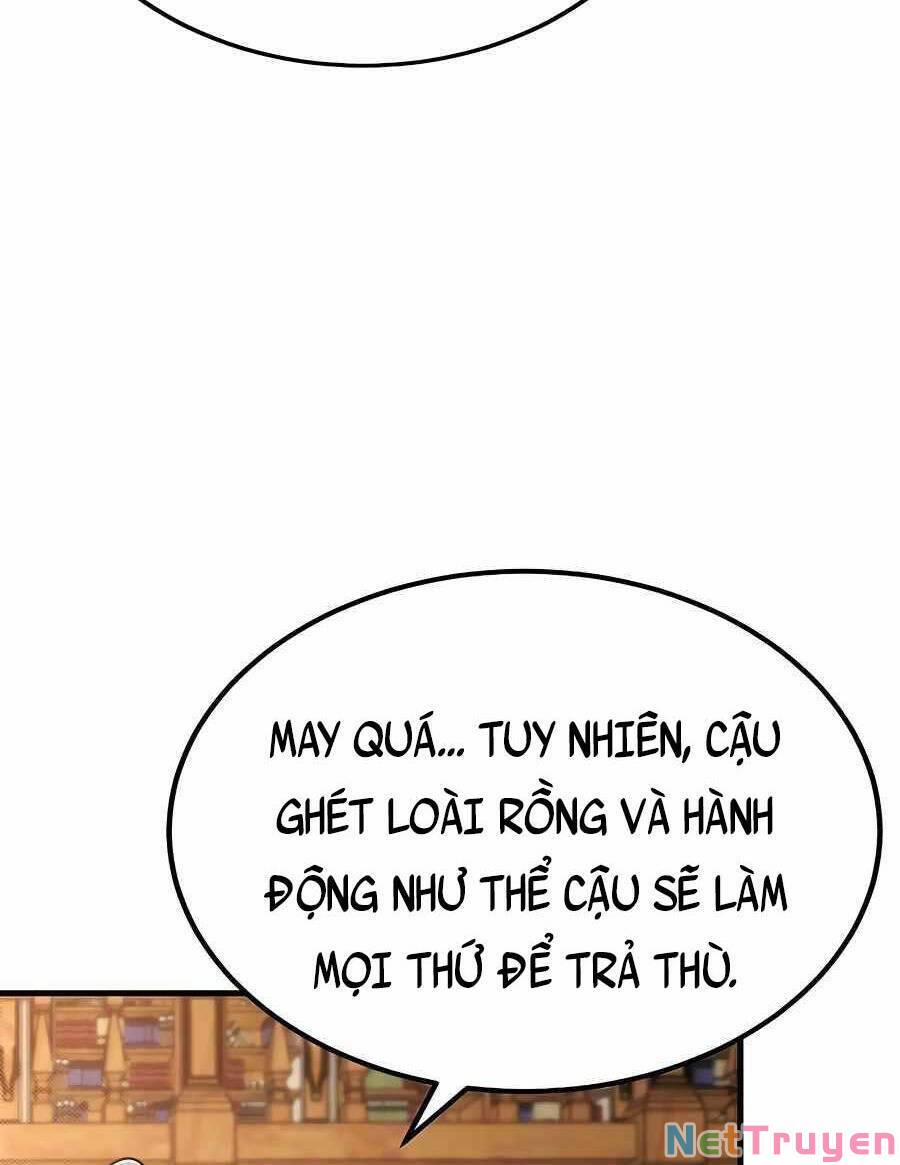 MAY QUÁ... TUY NHIÊN, CẬU
GHÉT LOÀI RỒNG VÀ HÀNH
ĐỘNG NHƯ THỂ CẬU SẼ LÀM
MỌI THỨ ĐỂ TRẢ THÙ.
NetTruyen